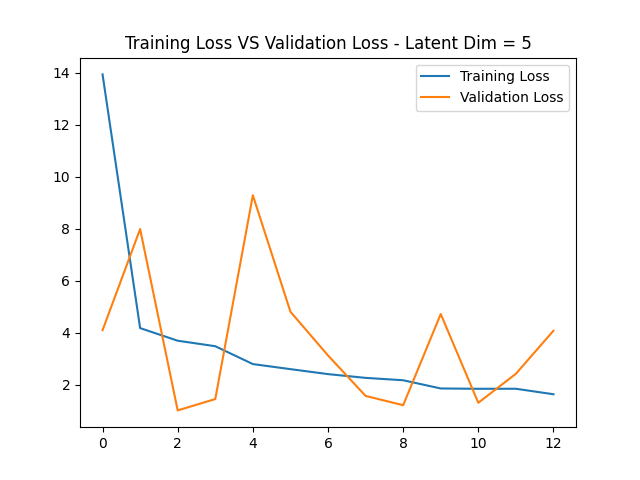 Training Loss VS Validation Loss - Latent Dim = 5
Training Loss
Validation Loss
14
12
10
8
6
4
2
0 2 4 6 8 10 12